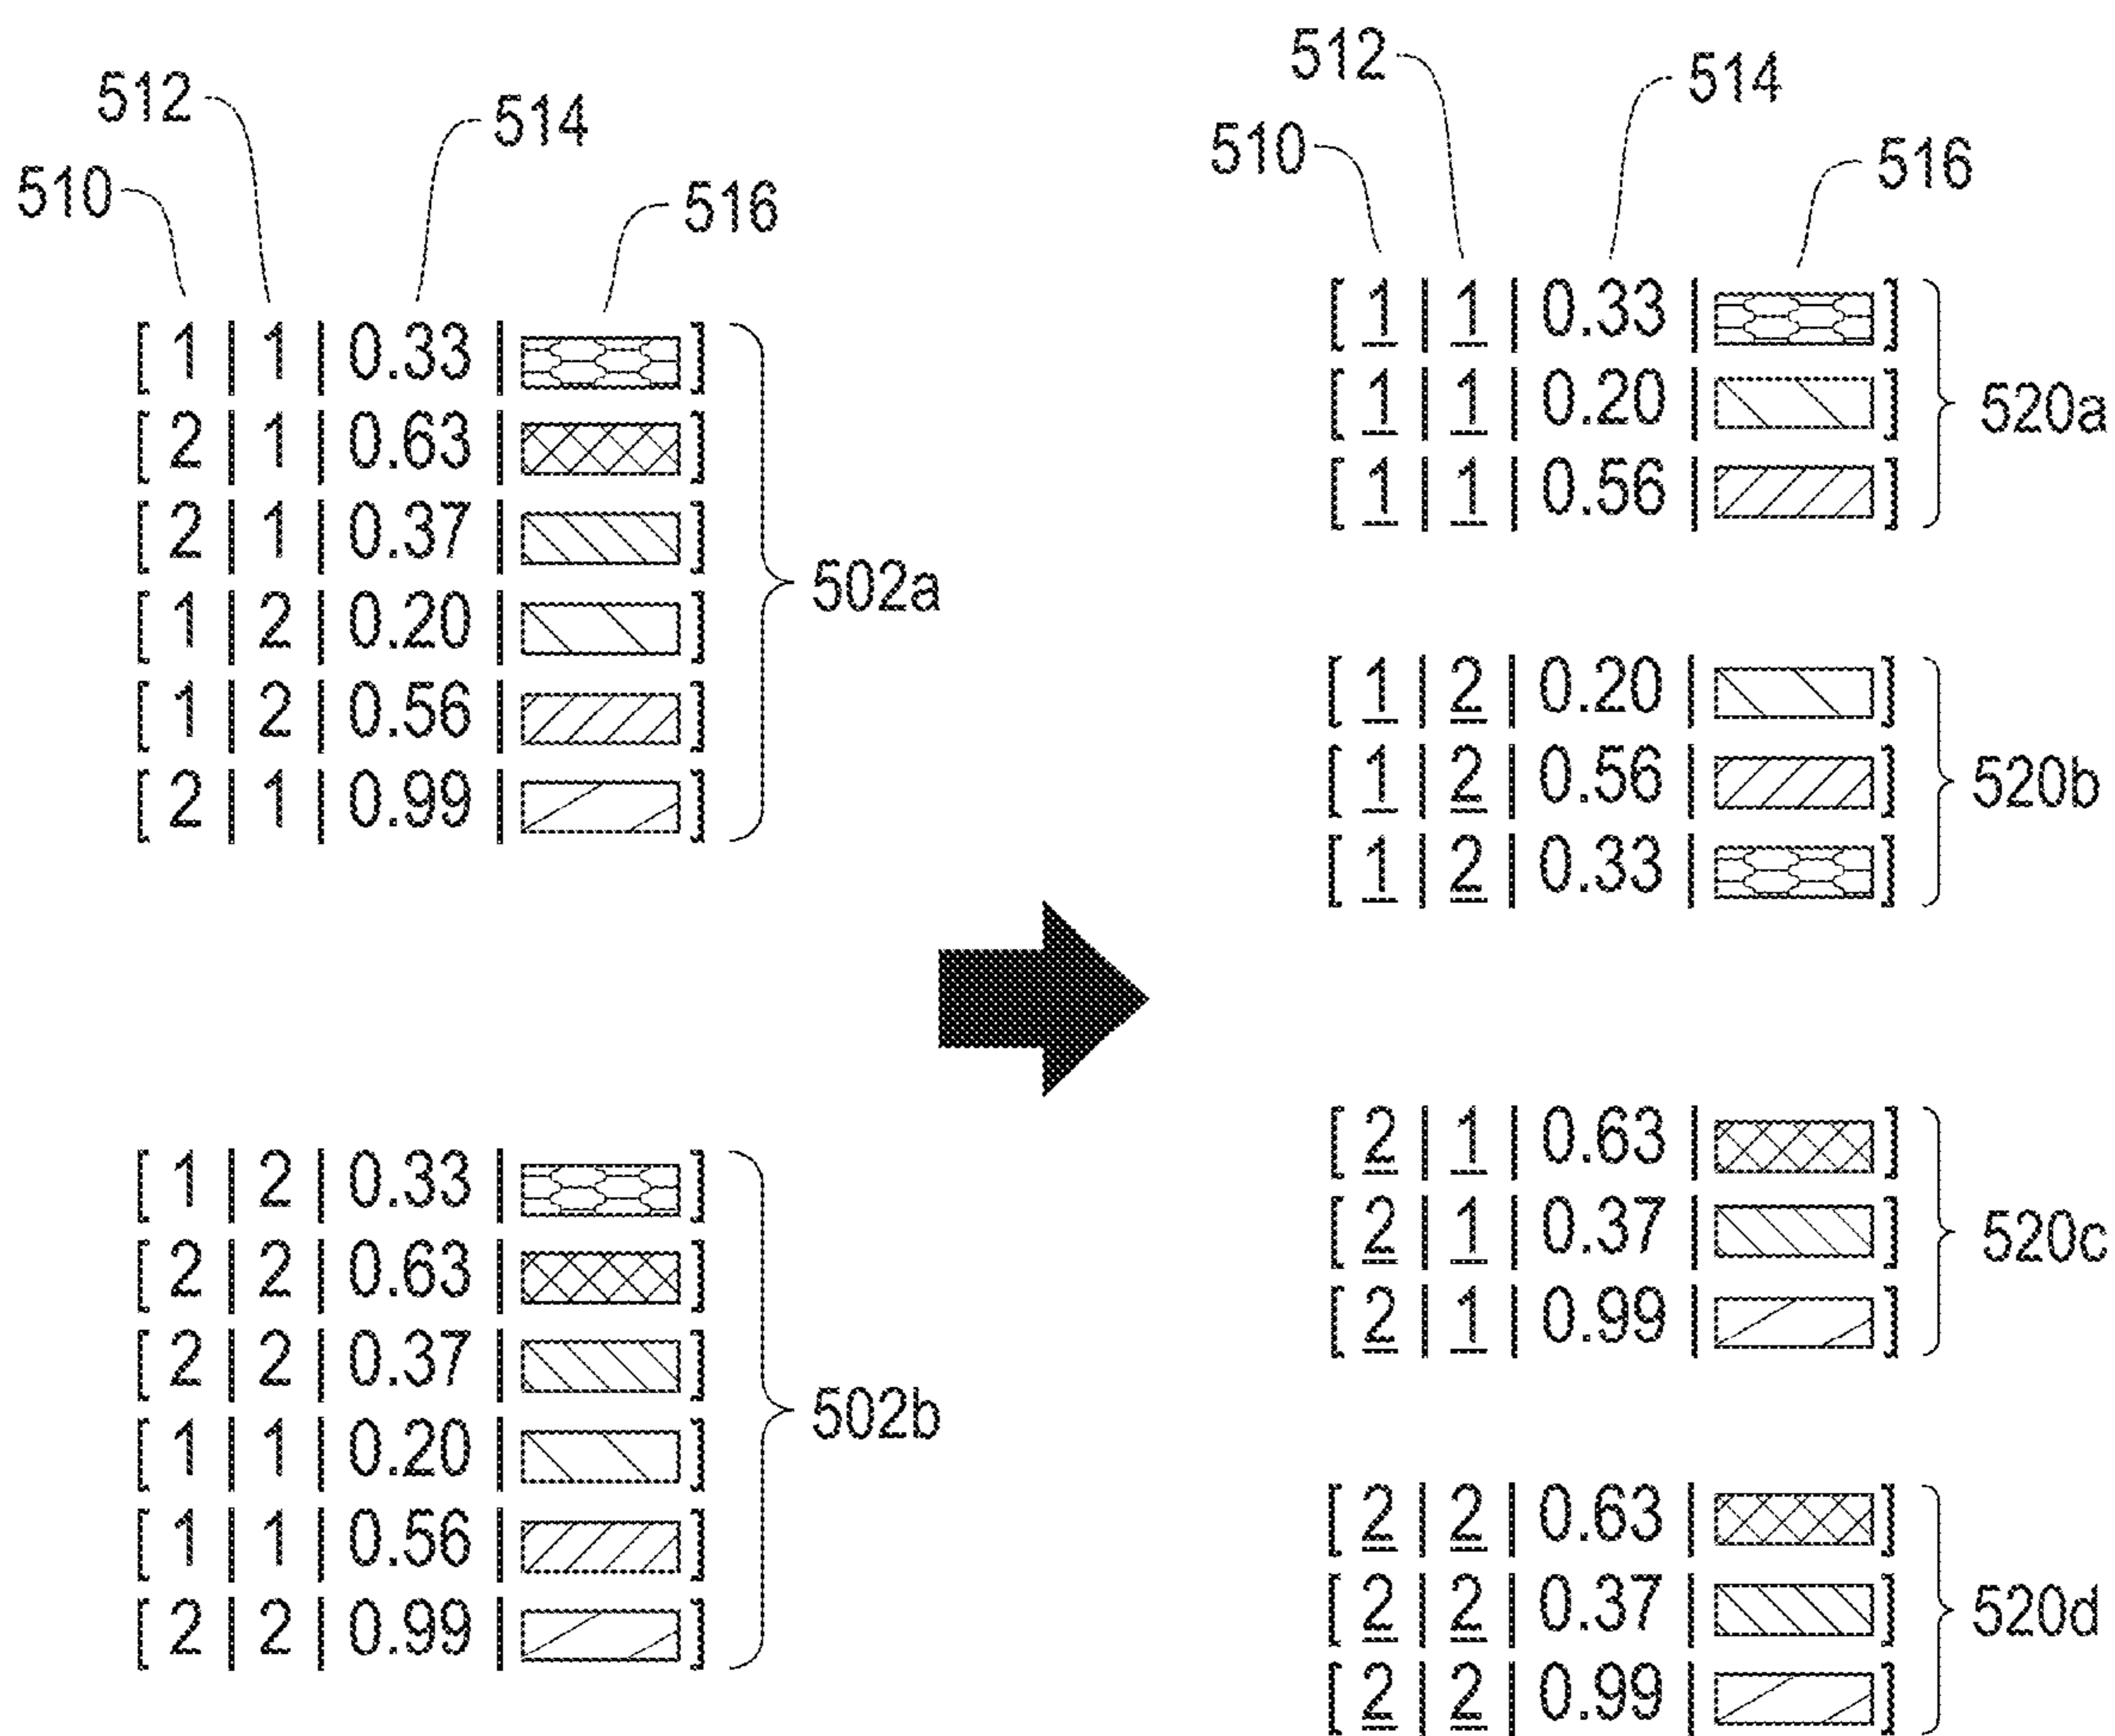 512
514
510
516
[ 1 | 1 | 0.33 | ]
[ 2 | 1 | 0.63 | ]
[ 2 | 1 | 0.37 | ]
[ 1 | 2 | 0.20 | ]
[ 1 | 2 | 0.56 | ]
[ 2 | 1 | 0.99 | ]
502a
[ 1 | 2 | 0.33 | ]
[ 2 | 2 | 0.63 | ]
[ 2 | 2 | 0.37 | ]
[ 1 | 1 | 0.20 | ]
[ 1 | 1 | 0.56 | ]
[ 2 | 2 | 0.99 | ]
502b
512
514
510
516
[ 1 | 1 | 0.33 | ]
[ 1 | 1 | 0.20 | ]
[ 1 | 1 | 0.56 | ]
520a
[ 1 | 2 | 0.20 | ]
[ 1 | 2 | 0.56 | ]
[ 1 | 2 | 0.33 | ]
520b
[ 2 | 1 | 0.63 | ]
[ 2 | 1 | 0.37 | ]
[ 2 | 1 | 0.99 | ]
520c
[ 2 | 2 | 0.63 | ]
[ 2 | 2 | 0.37 | ]
[ 2 | 2 | 0.99 | ]
520d